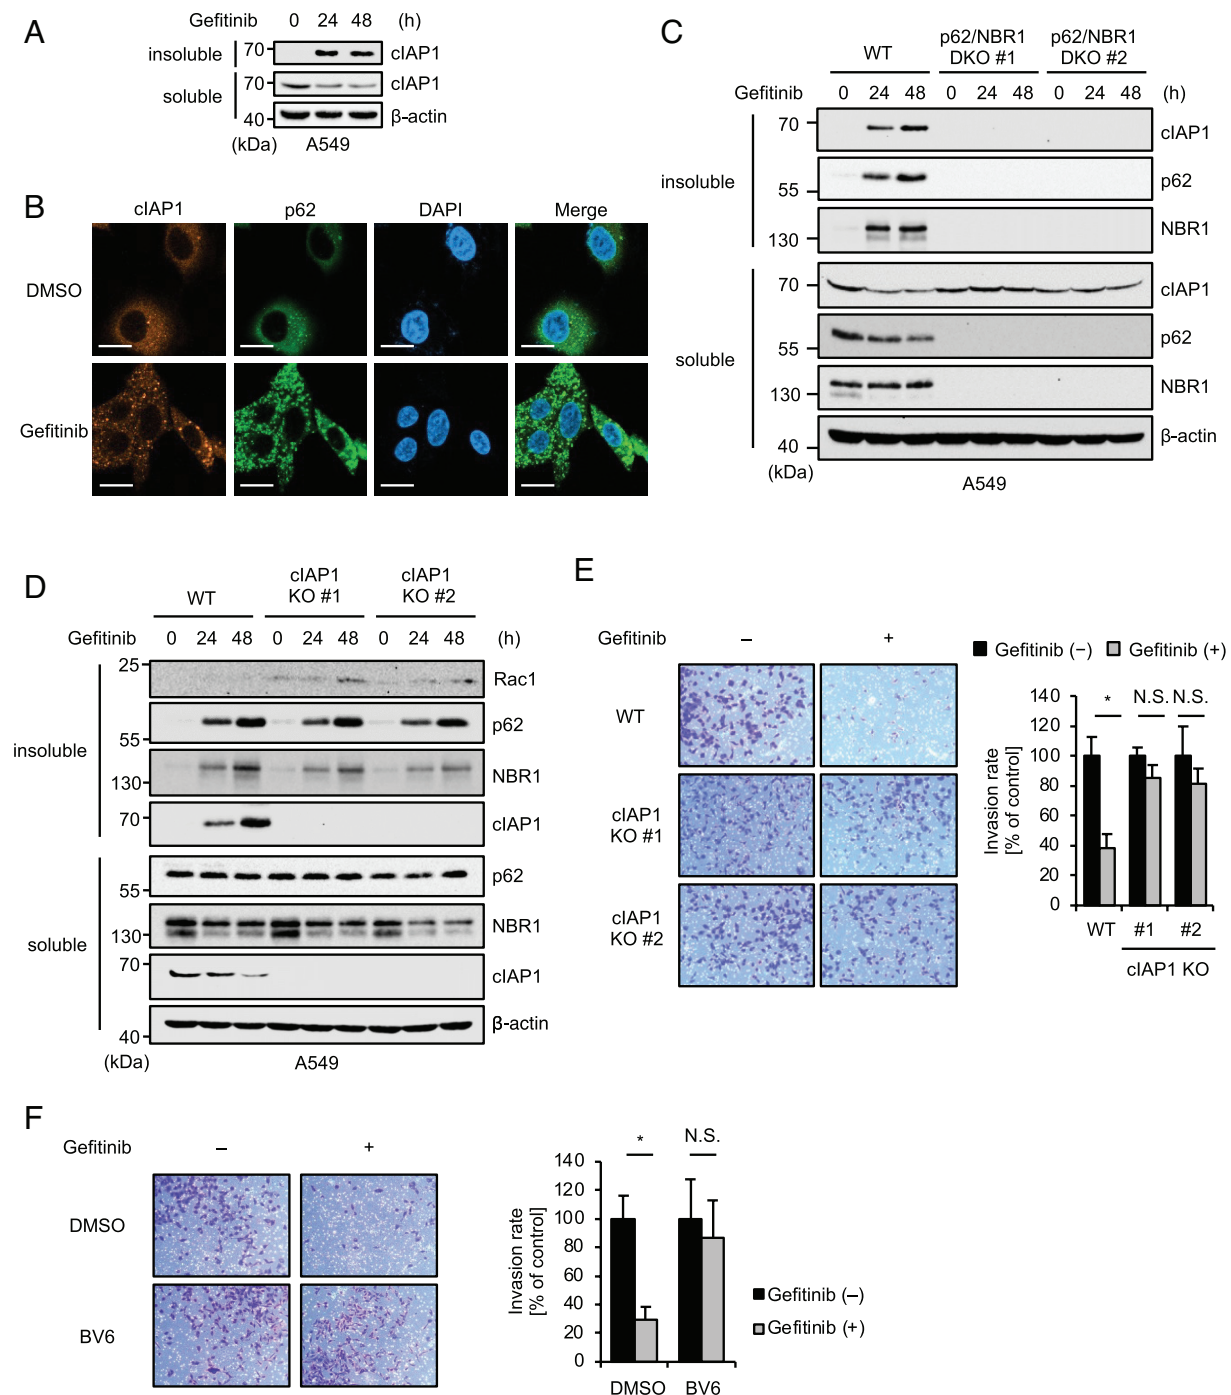 A
Gefitinib 0 24 48 (h)
insoluble 70 cIAP1
soluble 70 cIAP1
40 β-actin
(kDa) A549
B
cIAP1 p62 DAPI Merge
DMSO
Gefitinib
C
WT p62/NBR1 DKO #1 p62/NBR1 DKO #2
Gefitinib 0 24 48 0 24 48 0 24 48 (h)
insoluble
70 cIAP1
55 p62
130 NBR1
soluble
70 cIAP1
55 p62
130 NBR1
40 β-actin
(kDa) A549
D
WT cIAP1 KO #1 cIAP1 KO #2
Gefitinib 0 24 48 0 24 48 0 24 48 (h)
insoluble
25 Rac1
55 p62
130 NBR1
70 cIAP1
soluble
55 p62
130 NBR1
70 cIAP1
40 β-actin
(kDa) A549
E
Gefitinib – +
WT
cIAP1
KO #1
cIAP1
KO #2
Gefitinib (–) Gefitinib (+)
Invasion rate
[% of control]
140
120
100
80
60
40
20
0
* N.S. N.S.
WT #1 #2
cIAP1 KO
F
Gefitinib – +
DMSO
BV6
Invasion rate
[% of control]
140
120
100
80
60
40
20
0
* N.S.
DMSO BV6
Gefitinib (–)
Gefitinib (+)